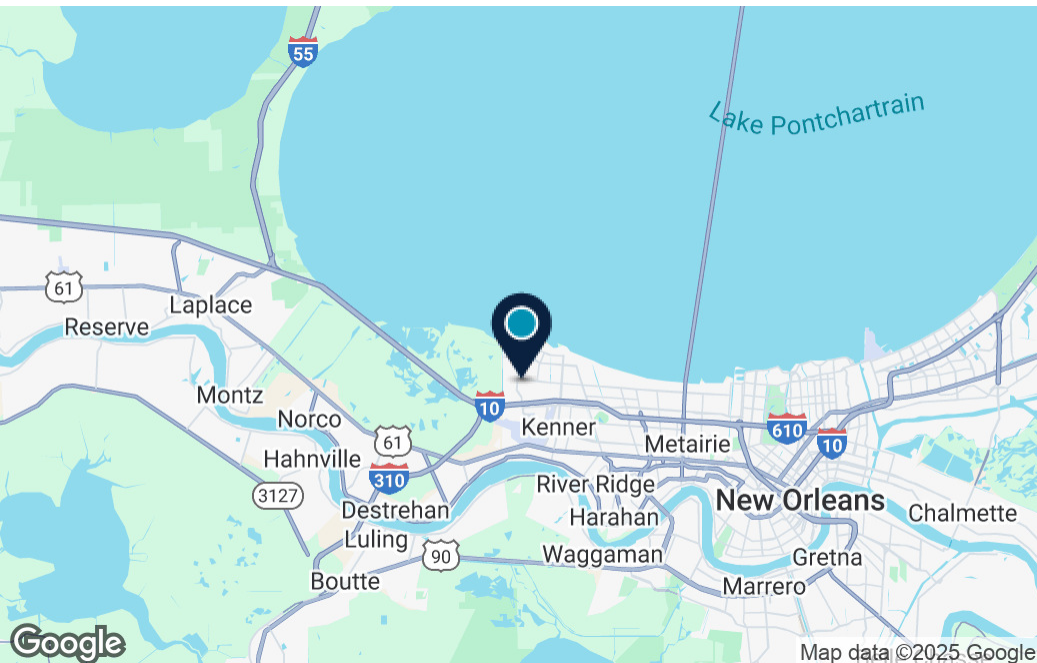 55
Lake Pontchartrain
61
Laplace
Reserve
Montz
10
Norco
Kenner
610
61
10
Metairie
Hahnville
310
River Ridge
3127
New Orleans
Destrehan
Harahan
Chalmette
Luling
90
Waggaman
Gretna
Boutte
Marrero
Google
Map data ©2025 Google